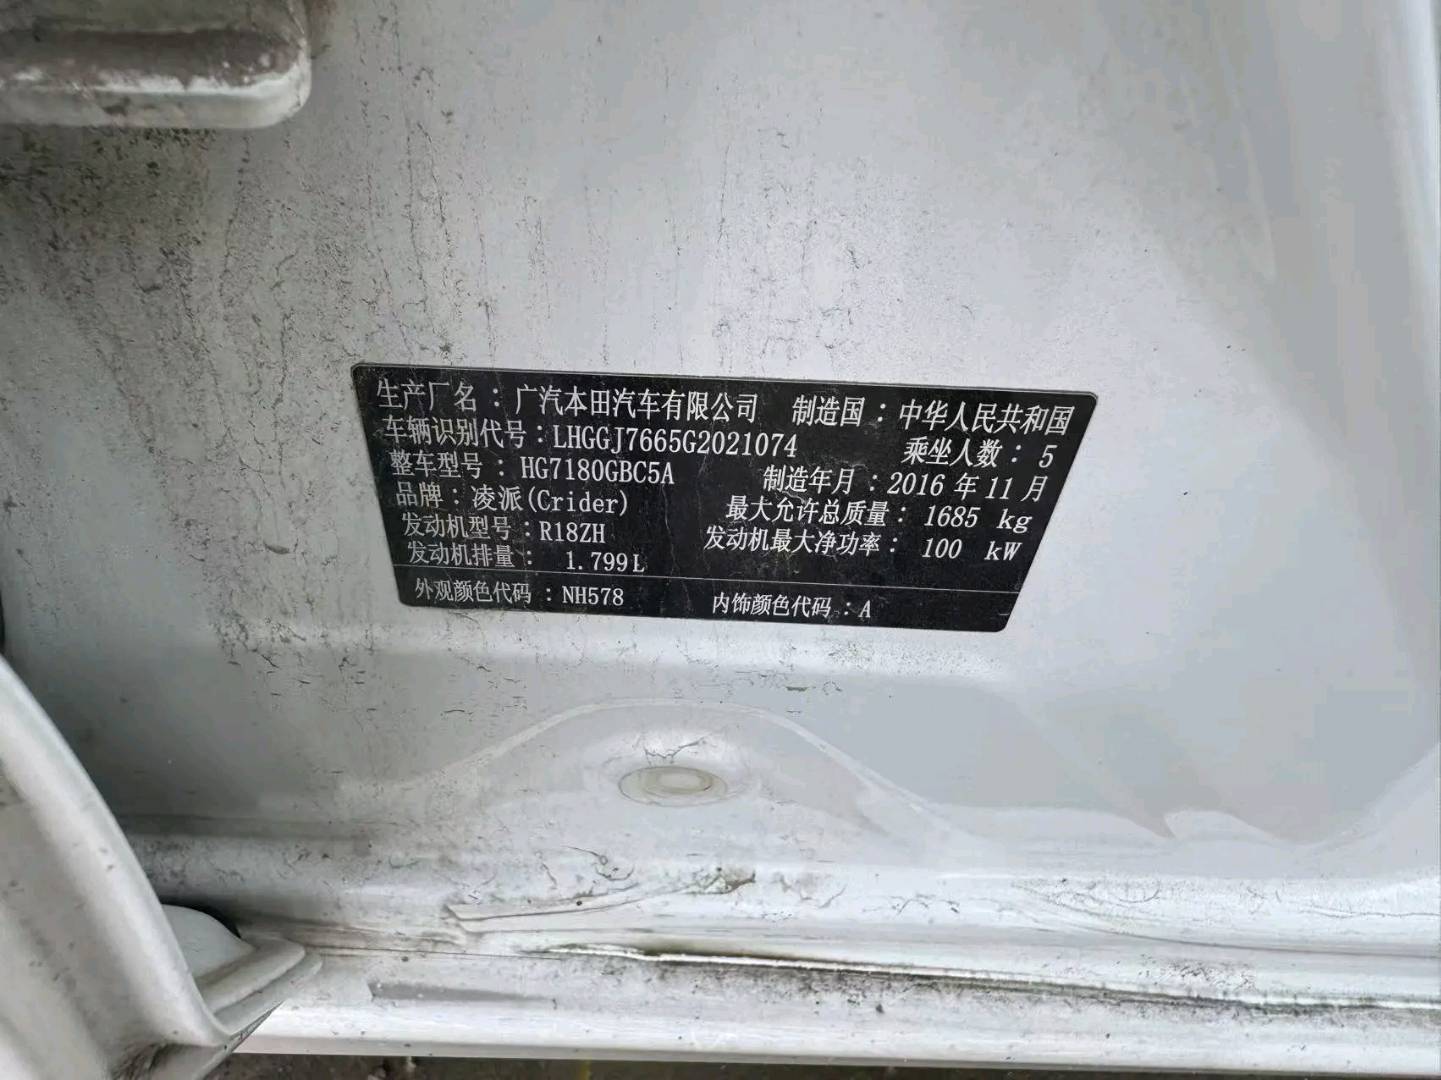 生产厂名：广汽本田汽车有限公司 制造国：中华人民共和国
车辆识别代号：LHGGJ7665G2021074 乘坐人数：5
整车型号：HG7180GBC5A 制造年月：2016 年 11 月
品牌：凌派(Crider) 最大允许总质量：1685 kg
发动机型号：R18ZH 发动机最大净功率：100 kW
发动机排量：1.799L
外观颜色代码：NH578 内饰颜色代码：A